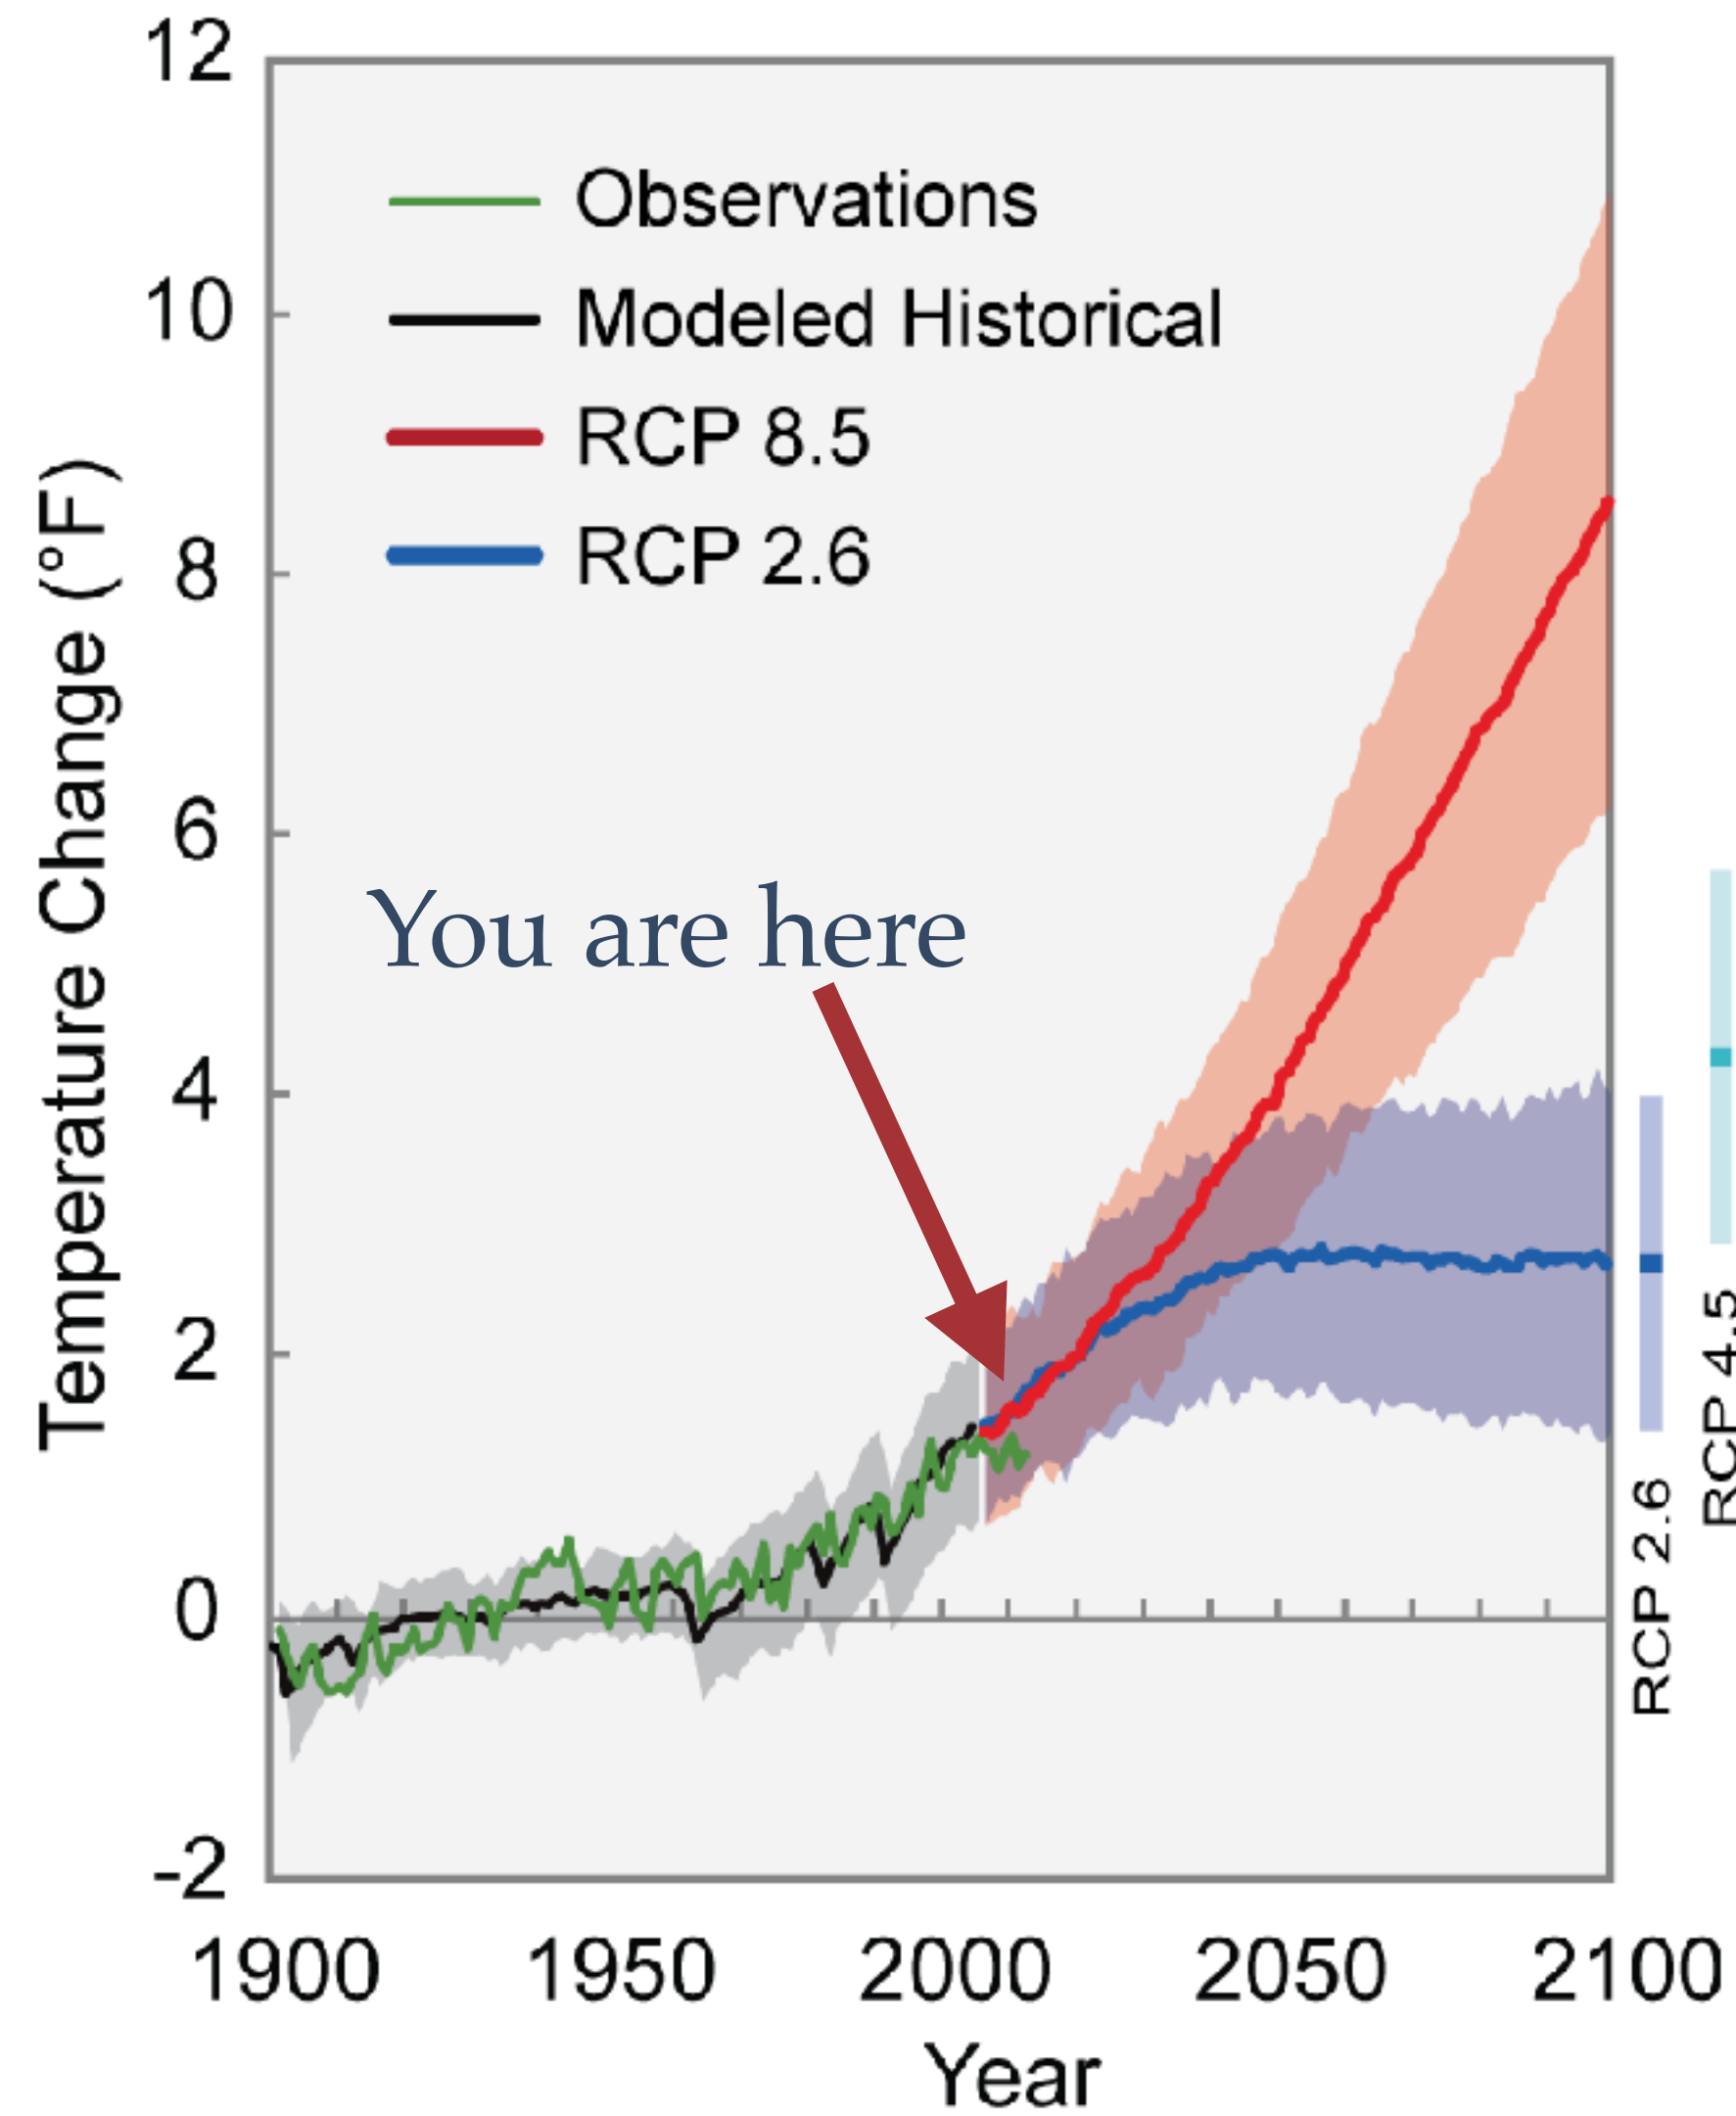 12
10
8
6
4
2
0
-2
Temperature Change (°F)
Observations
Modeled Historical
RCP 8.5
RCP 2.6
You are here
1900 1950 2000 2050 2100
Year
RCP 2.6
RCP 4.5